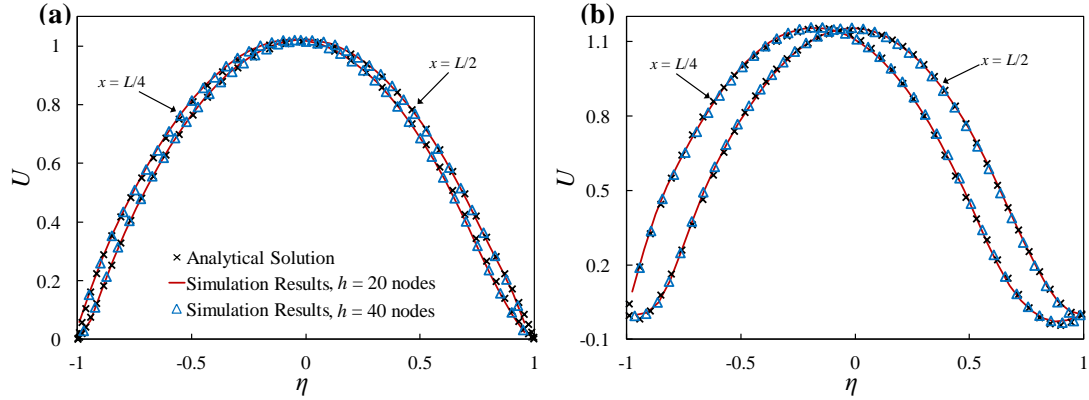 (a)
x = L/4
x = L/2
U
1
0.8
0.6
0.4
0.2
0
× Analytical Solution
Simulation Results, h = 20 nodes
Simulation Results, h = 40 nodes
-1
-0.5
0
0.5
1
η
(b)
x = L/4
x = L/2
U
1.1
0.8
0.5
0.2
-0.1
-1
-0.5
0
0.5
1
η